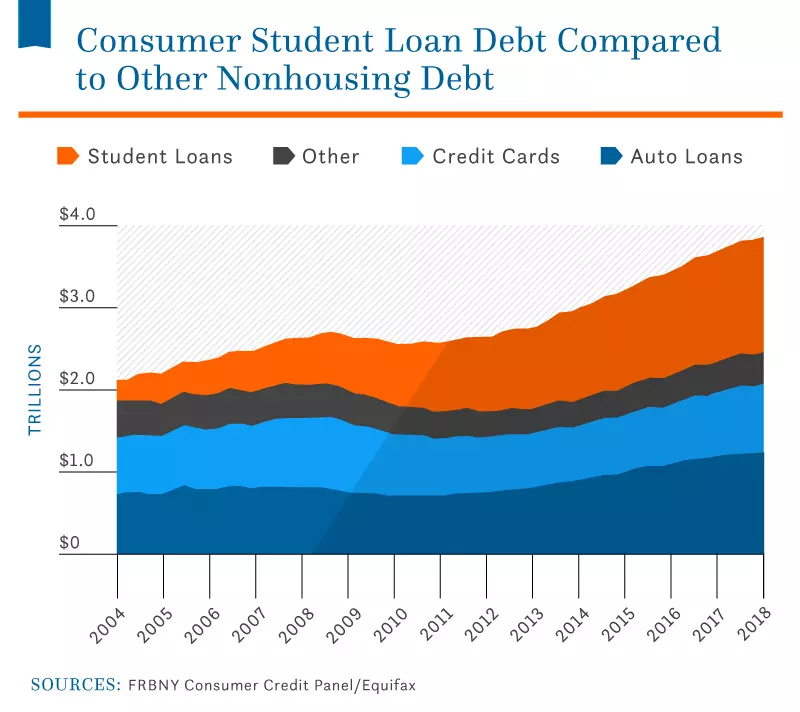 Consumer Student Loan Debt Compared
to Other Nonhousing Debt
Student Loans Other Credit Cards Auto Loans
$4.0
$3.0
$2.0
$1.0
$0
TRILLIONS
2004 2005 2006 2007 2008 2009 2010 2011 2012 2013 2014 2015 2016 2017 2018
SOURCES: FRBNY Consumer Credit Panel/Equifax